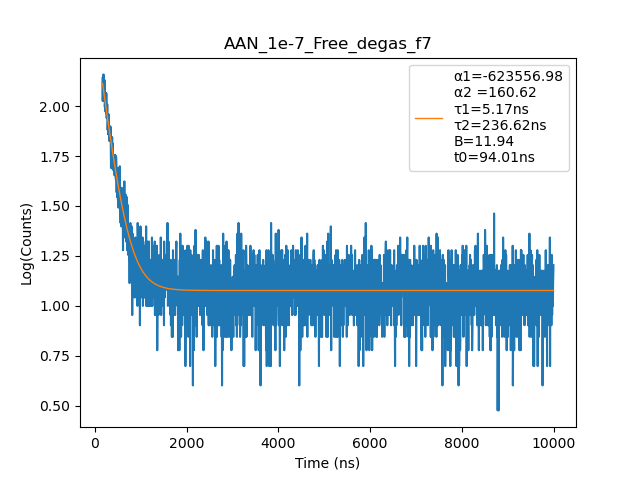 AAN_1e-7_Free_degas_f7
α1=-623556.98
α2 =160.62
τ1=5.17ns
τ2=236.62ns
B=11.94
t0=94.01ns
Log(Counts)
2.00
1.75
1.50
1.25
1.00
0.75
0.50
0
2000
4000
6000
8000
10000
Time (ns)